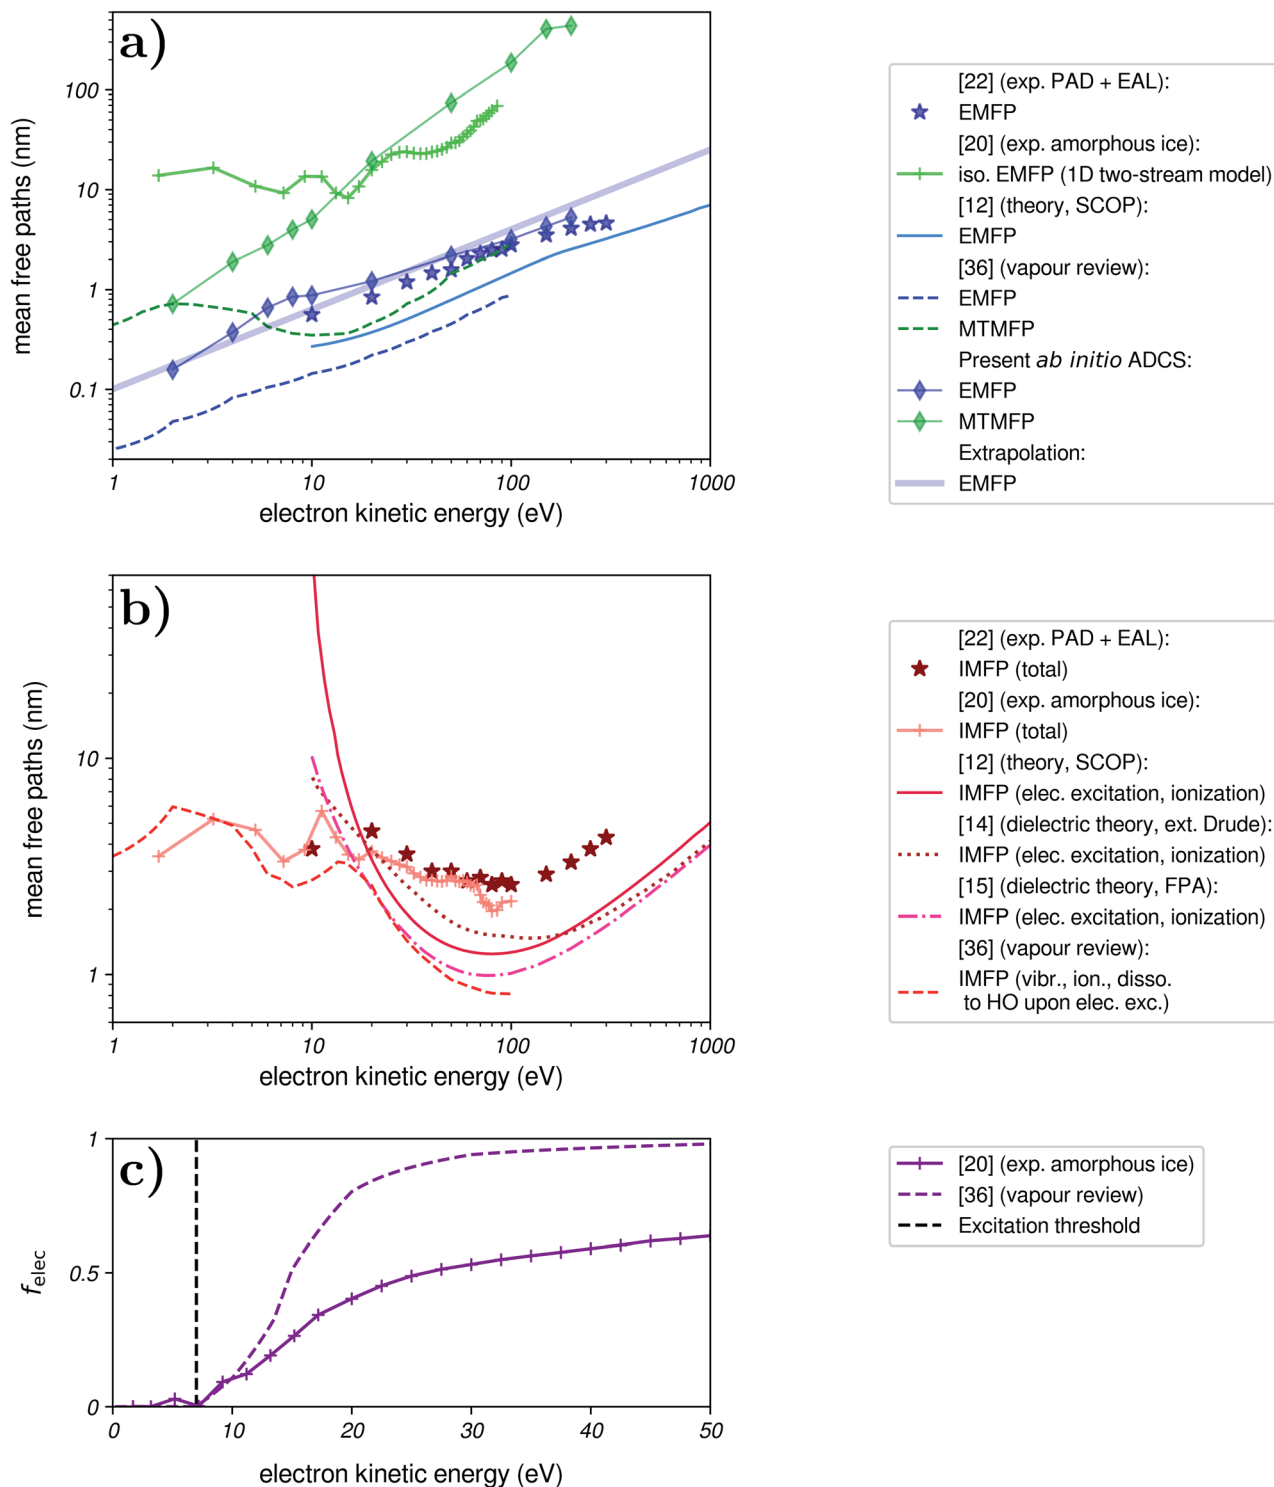 a)
mean free paths (nm)
100
10
1
0.1
1
10
100
1000
electron kinetic energy (eV)
[22] (exp. PAD + EAL):
EMFP
[20] (exp. amorphous ice):
iso. EMFP (1D two-stream model)
[12] (theory, SCOP):
EMFP
[36] (vapour review):
EMFP
MTMFP
Present ab initio ADCS:
EMFP
MTMFP
Extrapolation:
EMFP
b)
mean free paths (nm)
10
1
1
10
100
1000
electron kinetic energy (eV)
[22] (exp. PAD + EAL):
IMFP (total)
[20] (exp. amorphous ice):
IMFP (total)
[12] (theory, SCOP):
IMFP (elec. excitation, ionization)
[14] (dielectric theory, ext. Drude):
IMFP (elec. excitation, ionization)
[15] (dielectric theory, FPA):
IMFP (elec. excitation, ionization)
[36] (vapour review):
IMFP (vibr., ion., disso.
to HO upon elec. exc.)
c)
f_elec
1
0.5
0
0
10
20
30
40
50
electron kinetic energy (eV)
[20] (exp. amorphous ice)
[36] (vapour review)
Excitation threshold